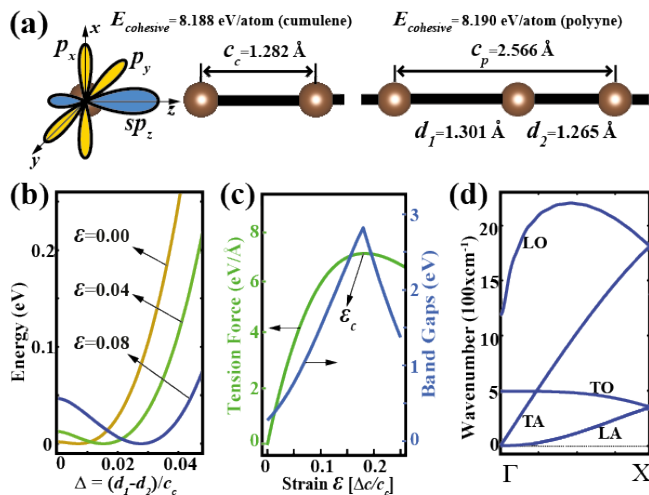 (a)
E_cohesive=8.188 eV/atom (cumulene)
E_cohesive=8.190 eV/atom (polyyne)
p_x
x
p_y
c_c=1.282 Å
c_p=2.566 Å
z
sp_z
y
d_1=1.301 Å
d_2=1.265 Å
(b)
Energy (eV)
0.2
0.1
0
ε=0.00
ε=0.04
ε=0.08
0
0.02
0.04
Δ = (d_1-d_2)/c_c
(c)
Tension Force (eV/Å)
8
6
4
2
0
ε_c
3
2
1
0
Band Gaps (eV)
0
0.1
0.2
Strain ε [Δc/c_c]
(d)
Wavenumber (100xcm⁻¹)
20
15
10
5
0
LO
TO
TA
LA
Γ
X